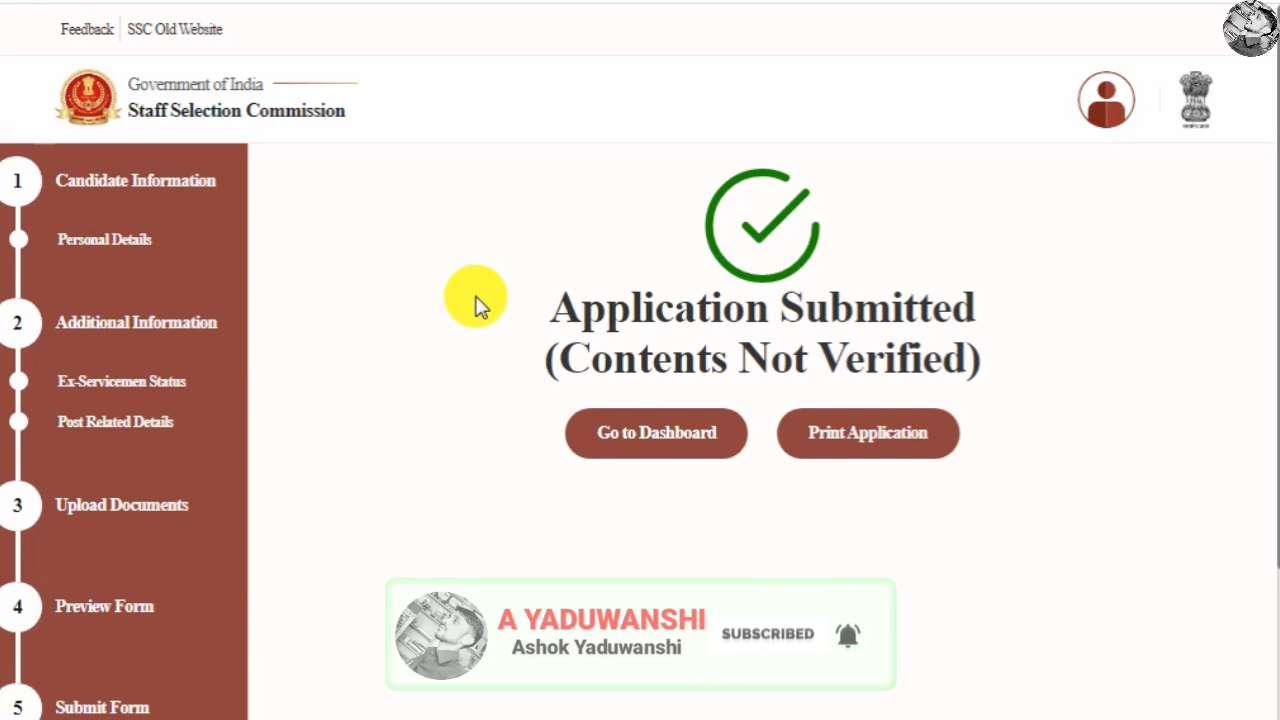 Feedback
SSC Old Website
Government of India
Staff Selection Commission
1 Candidate Information
Personal Details
2 Additional Information
Ex-Servicemen Status
Post Related Details
3 Upload Documents
4 Preview Form
5 Submit Form
Application Submitted
(Contents Not Verified)
Go to Dashboard
Print Application
A YADUWANSHI
Ashok Yaduwanshi
SUBSCRIBED